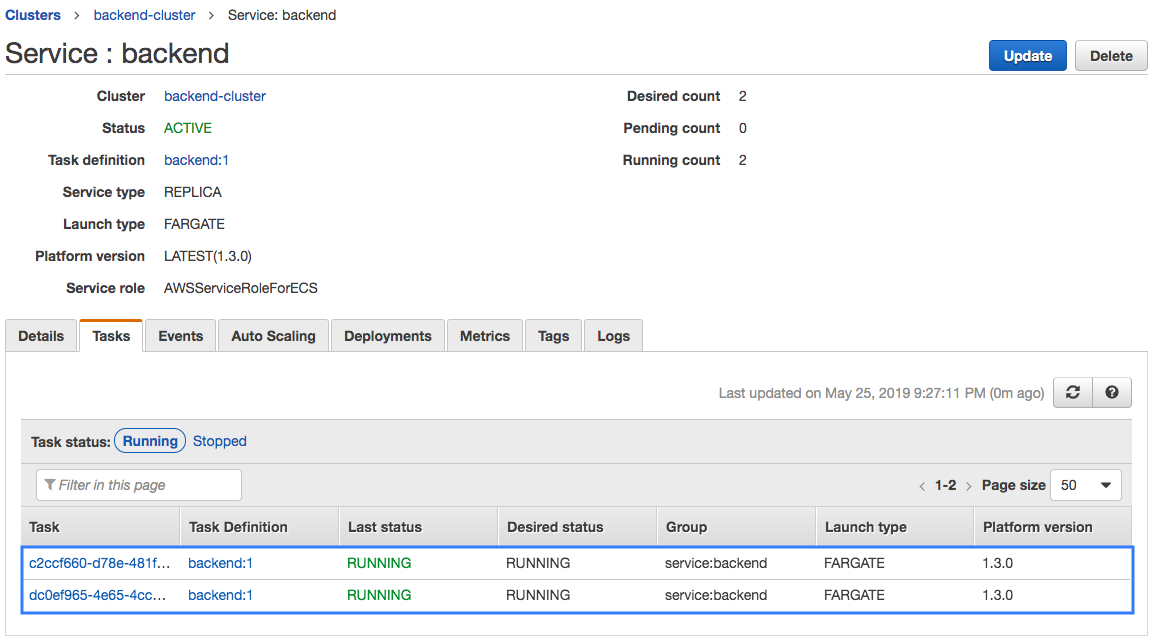 Clusters > backend-cluster > Service: backend
Service : backend
Update Delete
Cluster backend-cluster Desired count 2
Status ACTIVE Pending count 0
Task definition backend:1 Running count 2
Service type REPLICA
Launch type FARGATE
Platform version LATEST(1.3.0)
Service role AWSServiceRoleForECS
Details Tasks Events Auto Scaling Deployments Metrics Tags Logs
Last updated on May 25, 2019 9:27:11 PM (0m ago)
Task status: Running Stopped
Filter in this page < 1-2 > Page size 50
Task Task Definition Last status Desired status Group Launch type Platform version
c2ccf660-d78e-481f... backend:1 RUNNING RUNNING service:backend FARGATE 1.3.0
dc0ef965-4e65-4cc... backend:1 RUNNING RUNNING service:backend FARGATE 1.3.0